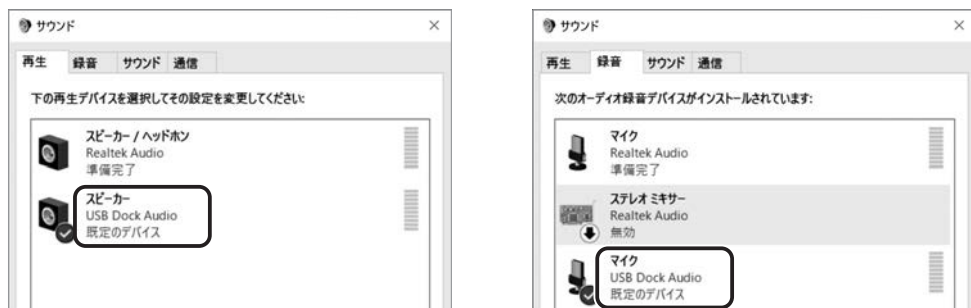 サウンド
再生 録音 サウンド 通信
下の再生デバイスを選択してその設定を変更してください:
スピーカー / ヘッドホン
Realtek Audio
準備完了
スピーカー
USB Dock Audio
既定のデバイス
サウンド
再生 録音 サウンド 通信
次のオーディオ録音デバイスがインストールされています:
マイク
Realtek Audio
準備完了
ステレオ ミキサー
Realtek Audio
無効
マイク
USB Dock Audio
既定のデバイス